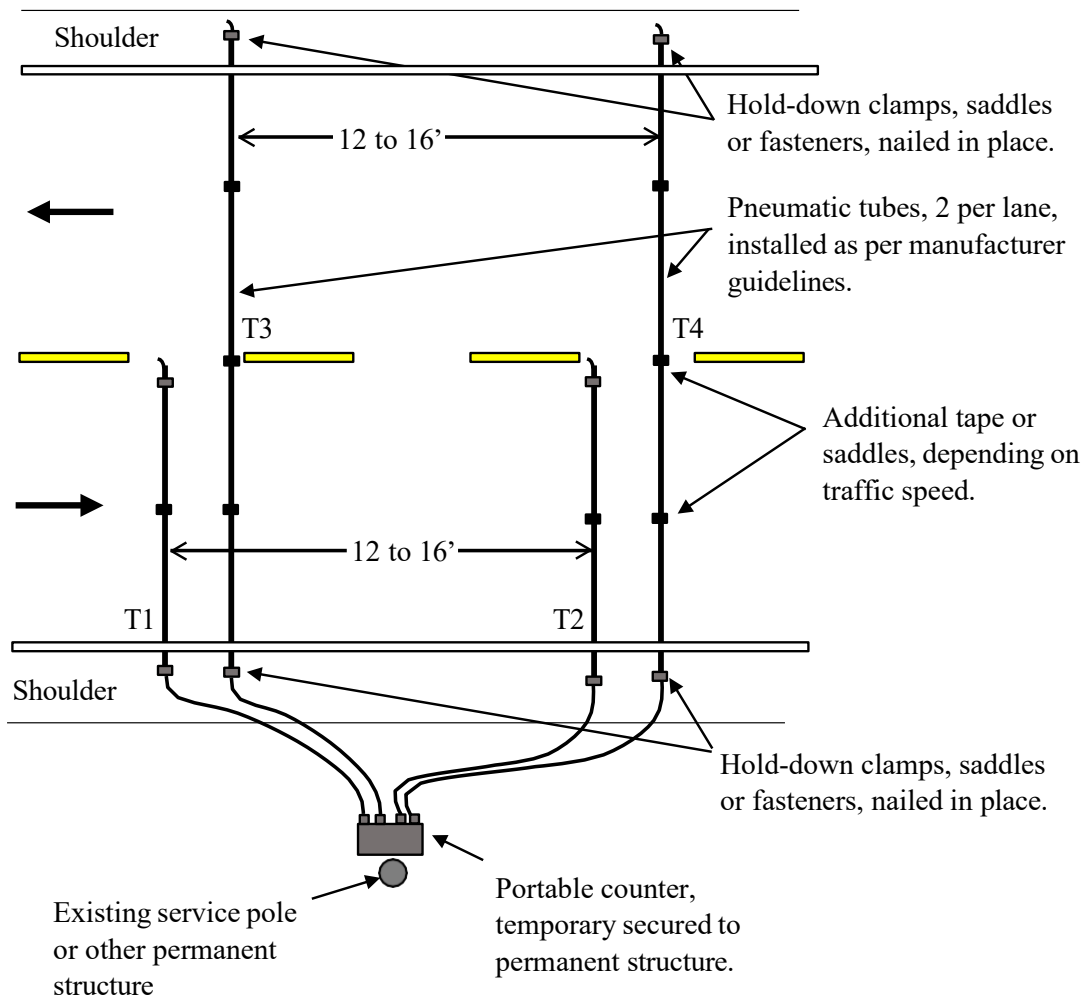 Shoulder
Hold-down clamps, saddles
or fasteners, nailed in place.
12 to 16’
Pneumatic tubes, 2 per lane,
installed as per manufacturer
guidelines.
T3
T4
Additional tape or
saddles, depending on
traffic speed.
12 to 16’
T1
T2
Shoulder
Hold-down clamps, saddles
or fasteners, nailed in place.
Portable counter,
temporary secured to
permanent structure.
Existing service pole
or other permanent
structure